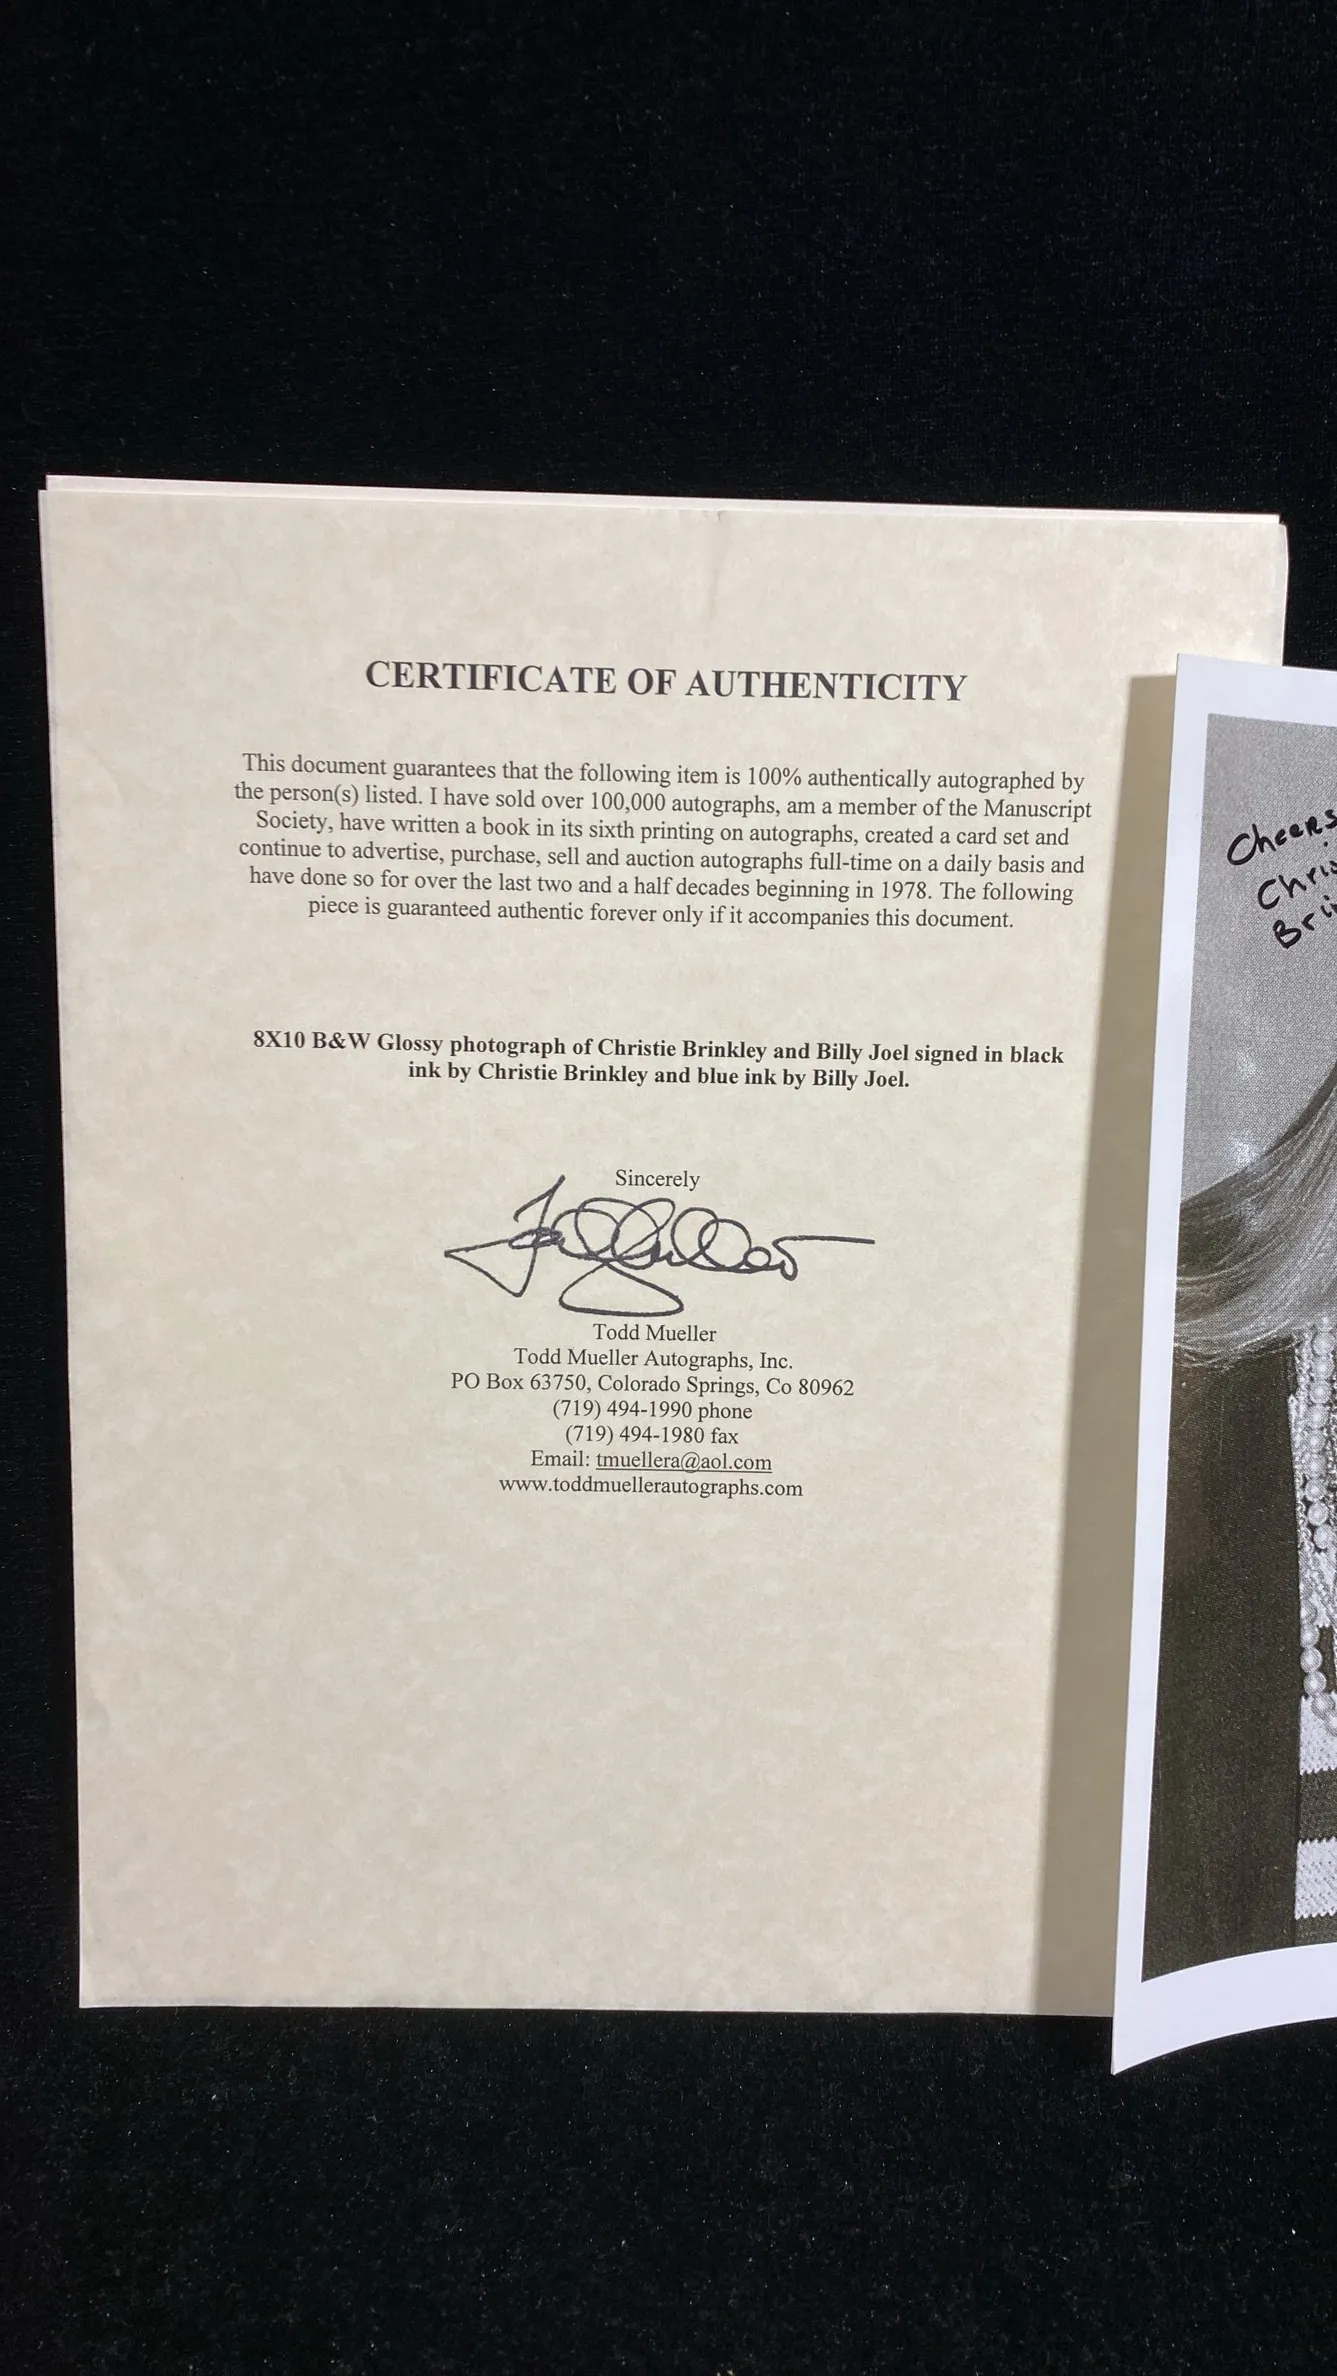 CERTIFICATE OF AUTHENTICITY
This document guarantees that the following item is 100% authentically autographed by
the person(s) listed. I have sold over 100,000 autographs, am a member of the Manuscript
Society, have written a book in its sixth printing on autographs, created a card set and
continue to advertise, purchase, sell and auction autographs full-time on a daily basis and
have done so for over the last two and a half decades beginning in 1978. The following
piece is guaranteed authentic forever only if it accompanies this document.
8X10 B&W Glossy photograph of Christie Brinkley and Billy Joel signed in black
ink by Christie Brinkley and blue ink by Billy Joel.
Sincerely
Todd Mueller
Todd Mueller Autographs, Inc.
PO Box 63750, Colorado Springs, Co 80962
(719) 494-1990 phone
(719) 494-1980 fax
Email: tmuellera@aol.com
www.toddmuellerautographs.com
Cheers